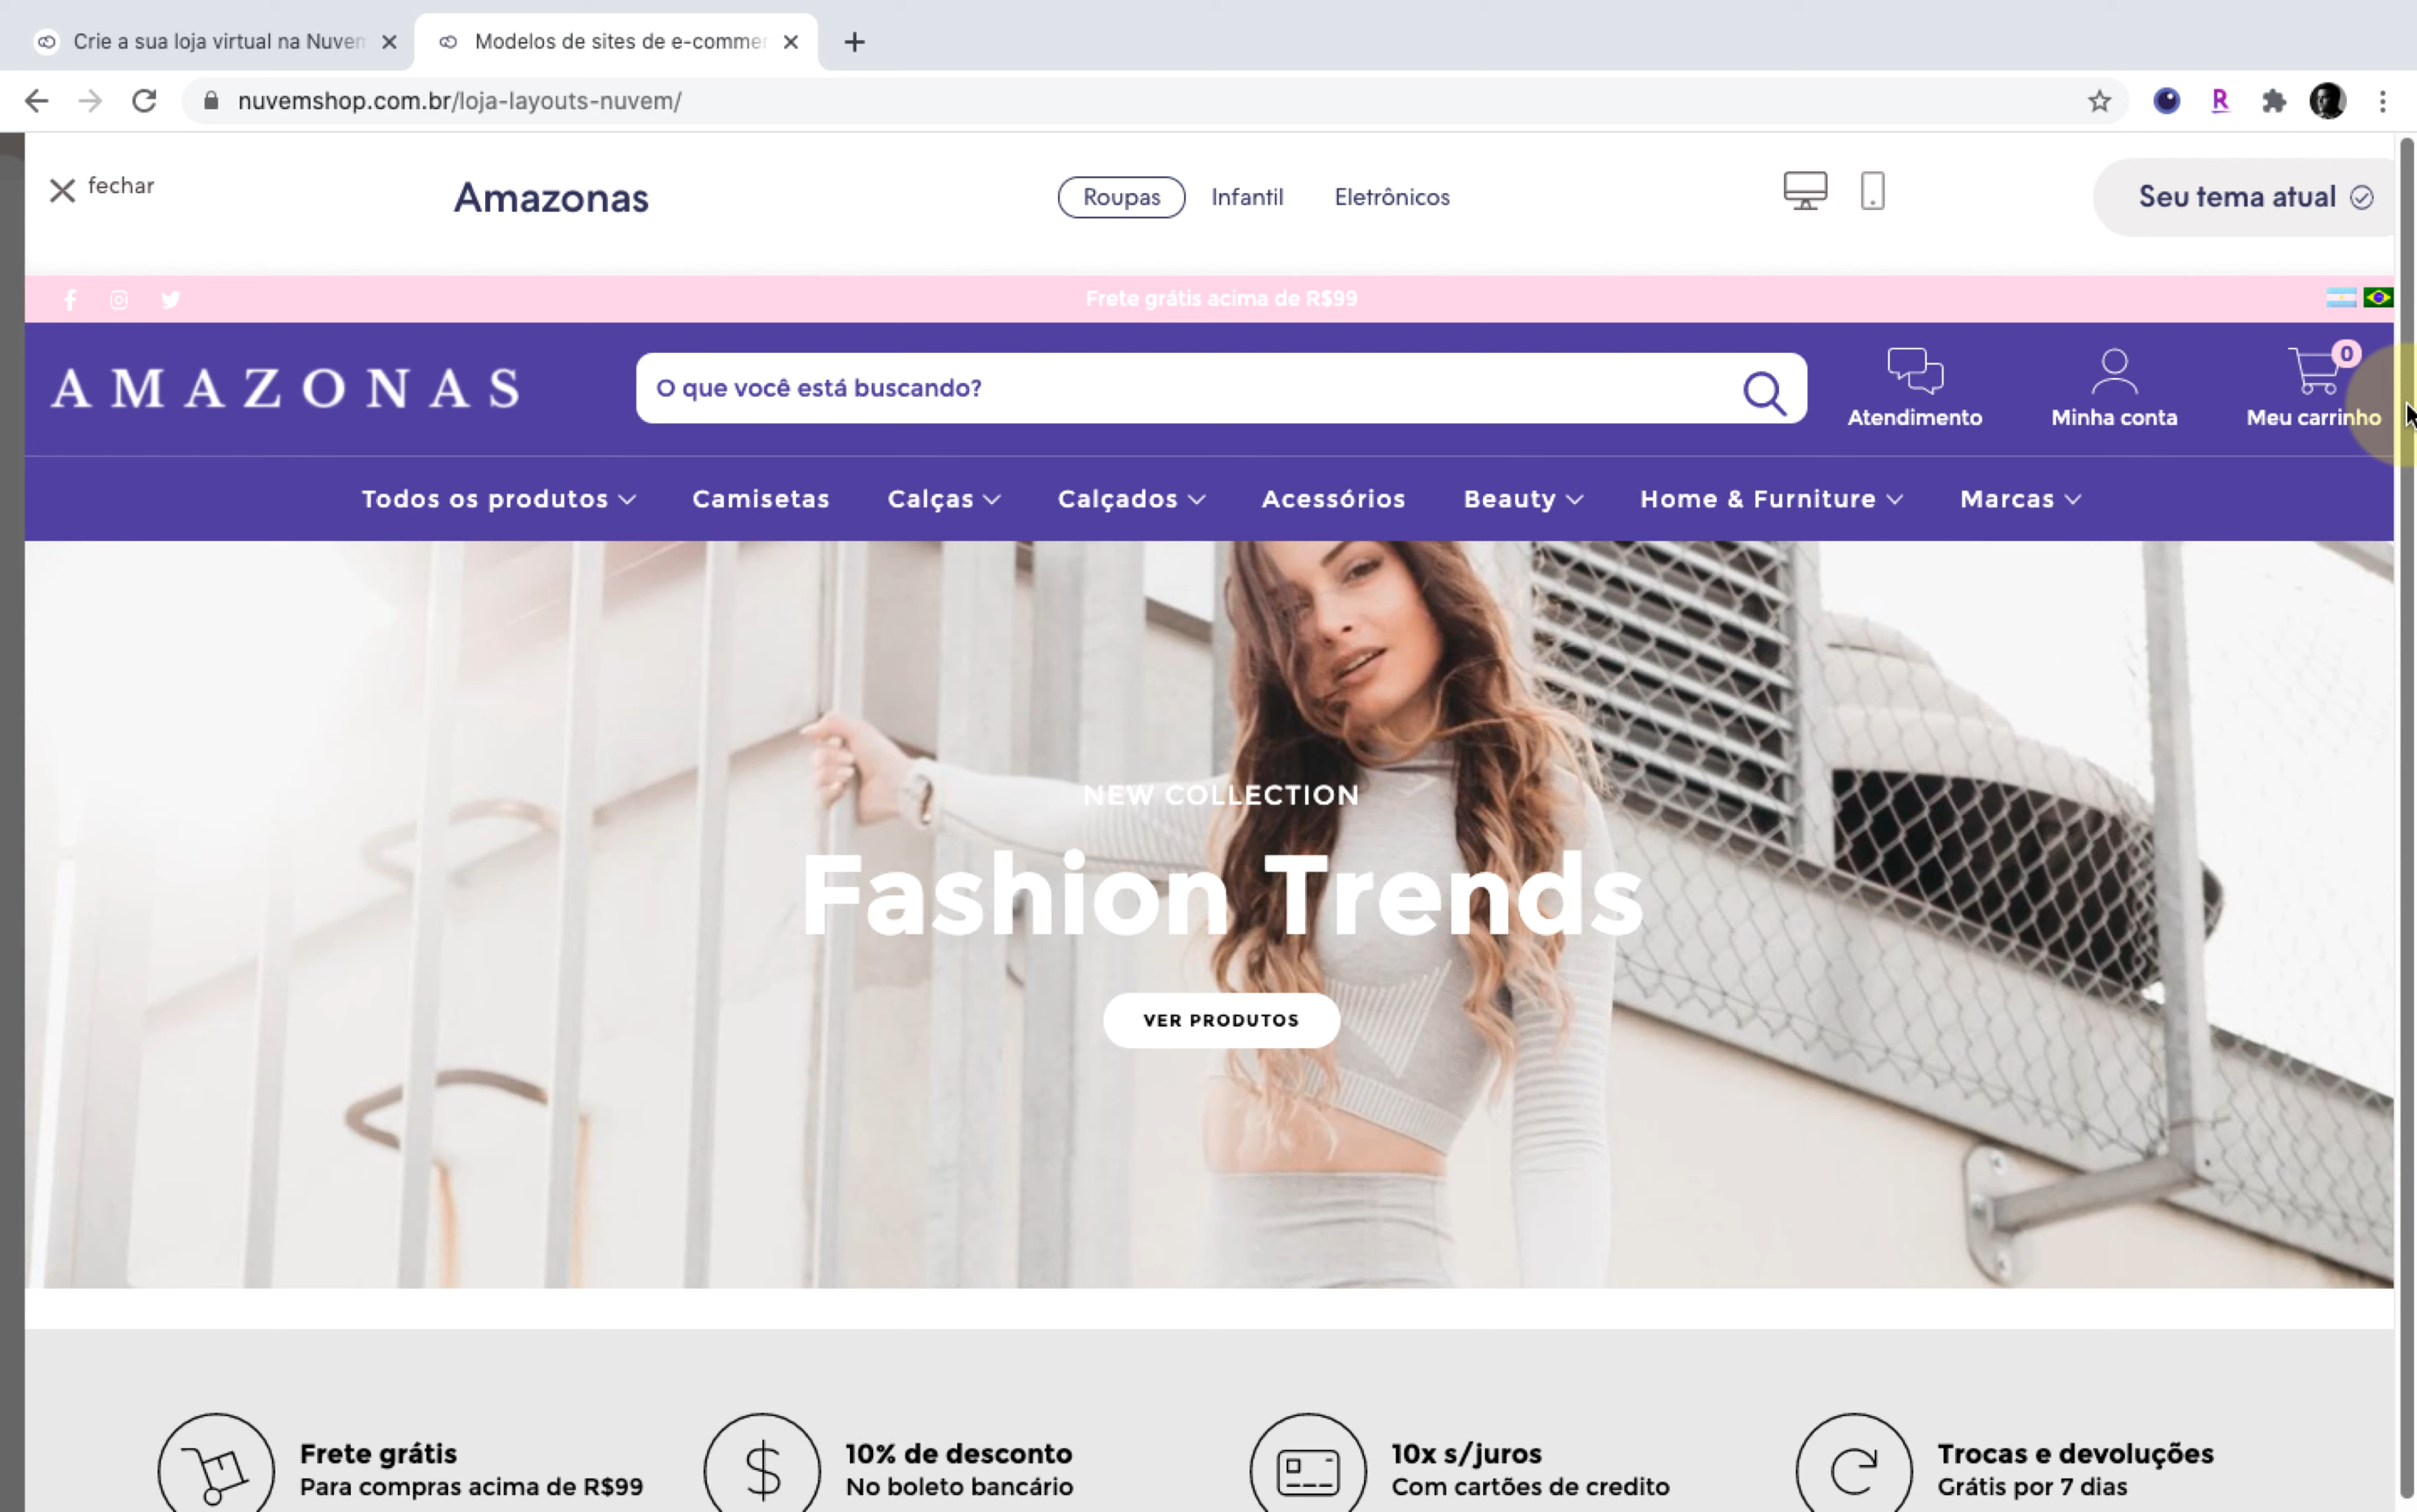 Crie a sua loja virtual na Nuvem
Modelos de sites de e-commer
nuvemshop.com.br/loja-layouts-nuvem/
fechar
Amazonas
Roupas
Infantil
Eletrônicos
Seu tema atual
Frete grátis acima de R$99
AMAZONAS
O que você está buscando?
Atendimento
Minha conta
0
Meu carrinho
Todos os produtos
Camisetas
Calças
Calçados
Acessórios
Beauty
Home & Furniture
Marcas
NEW COLLECTION
Fashion Trends
VER PRODUTOS
Frete grátis
Para compras acima de R$99
10% de desconto
No boleto bancário
10x s/juros
Com cartões de credito
Trocas e devoluções
Grátis por 7 dias